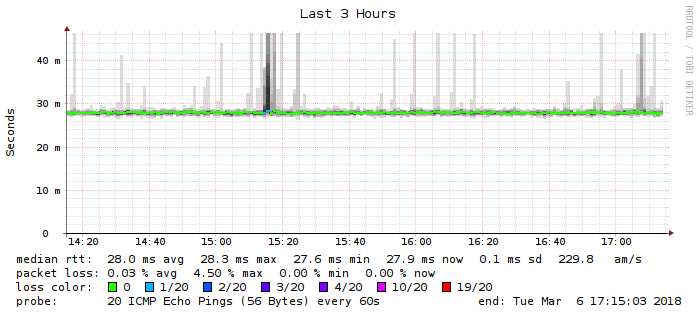 Last 3 Hours
RRDTOOL / TOBI OETIKER
Seconds
40 m
30 m
20 m
10 m
0
14:20 14:40 15:00 15:20 15:40 16:00 16:20 16:40 17:00
median rtt: 28.0 ms avg 28.3 ms max 27.6 ms min 27.9 ms now 0.1 ms sd 229.8 am/s
packet loss: 0.03 % avg 4.50 % max 0.00 % min 0.00 % now
loss color: 0 1/20 2/20 3/20 4/20 10/20 19/20
probe: 20 ICMP Echo Pings (56 Bytes) every 60s end: Tue Mar 6 17:15:03 2018